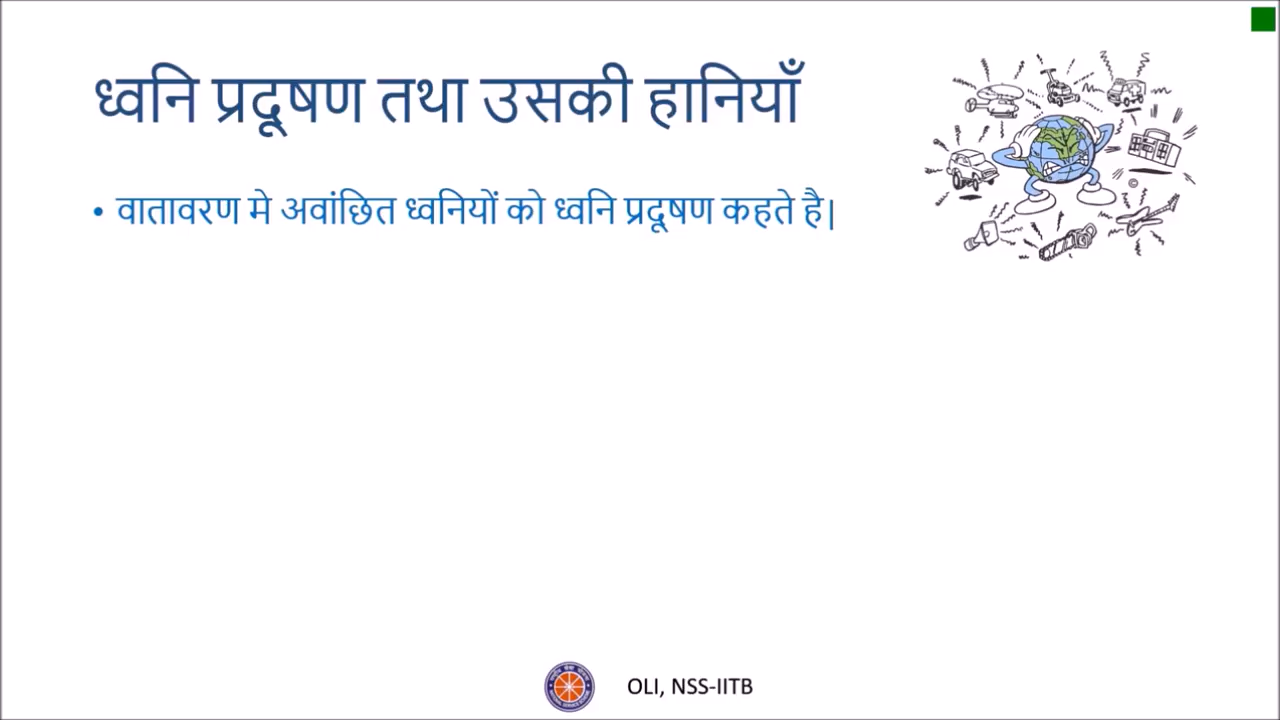 ध्वनि प्रदूषण तथा उसकी हानियाँ
• वातावरण मे अवांछित ध्वनियों को ध्वनि प्रदूषण कहते है|
OLI, NSS-IITB